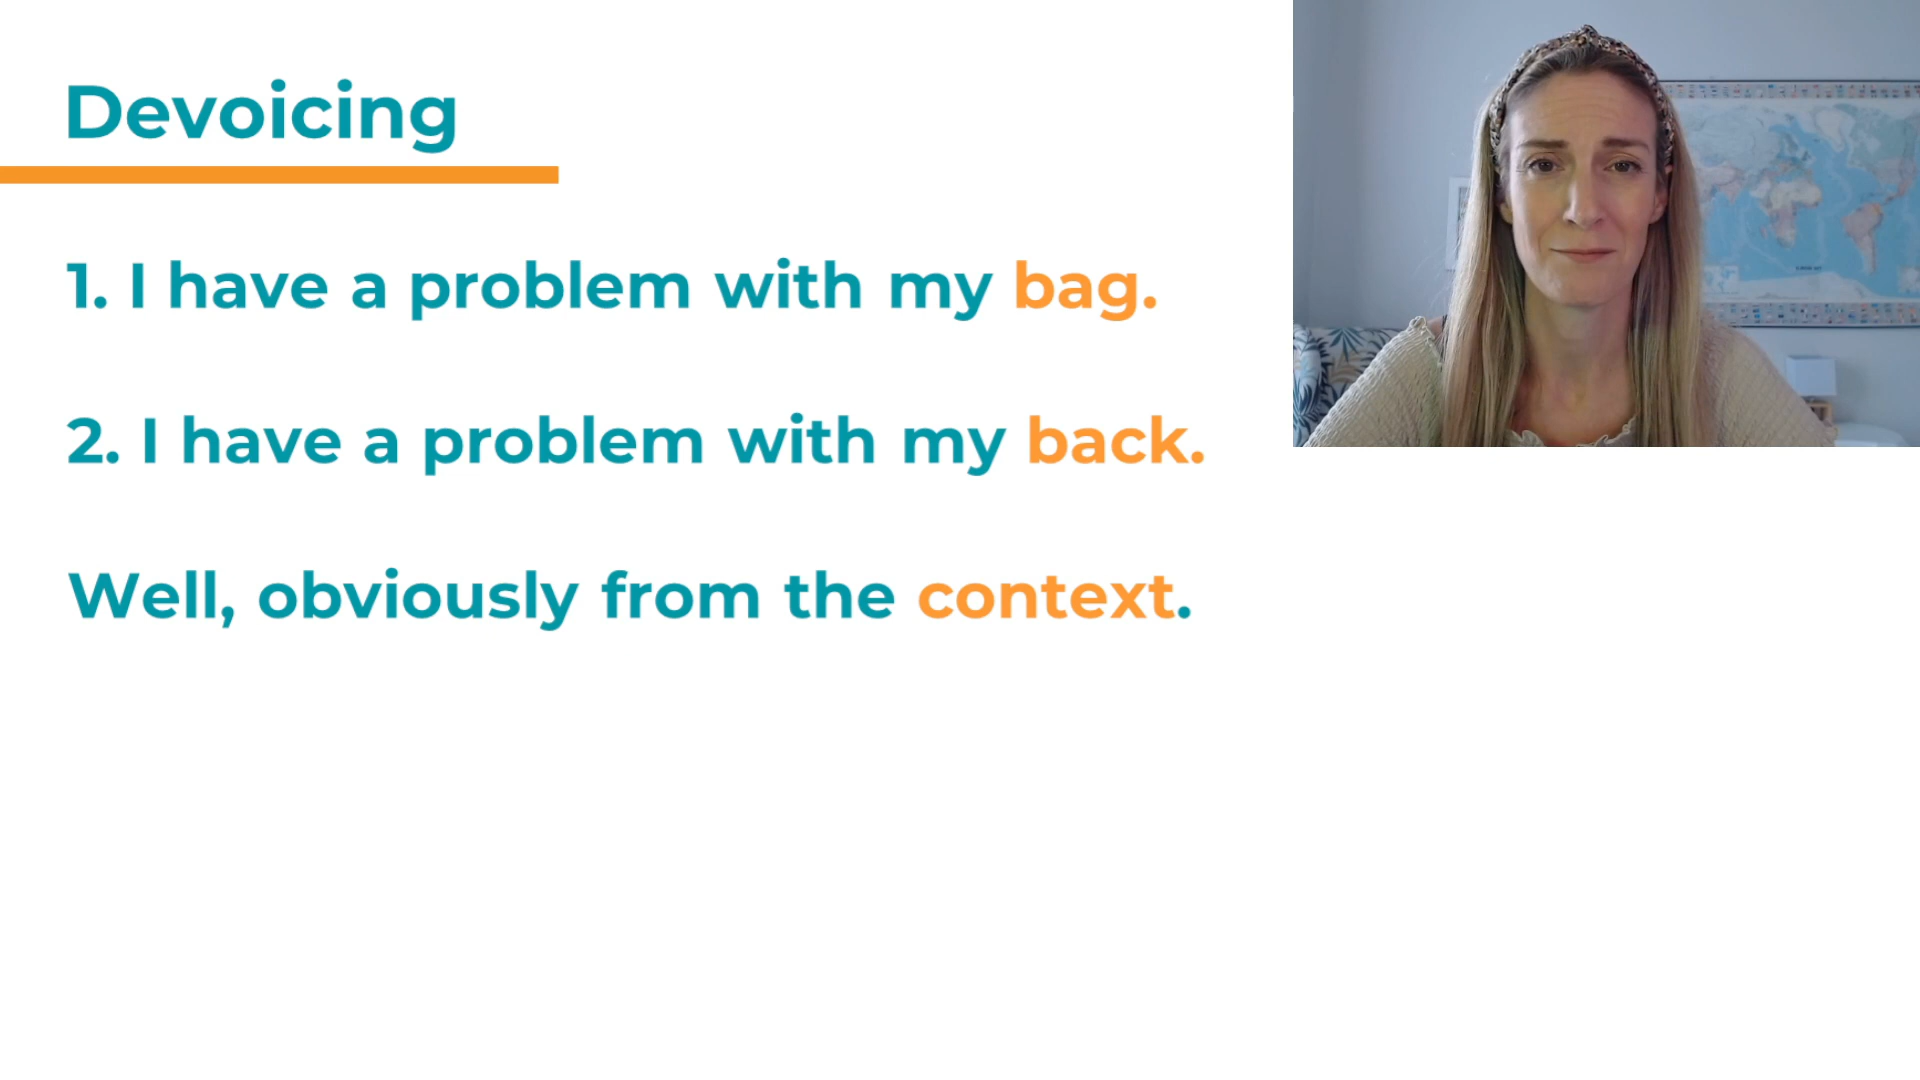 Devoicing
1. I have a problem with my bag.
2. I have a problem with my back.
Well, obviously from the context.